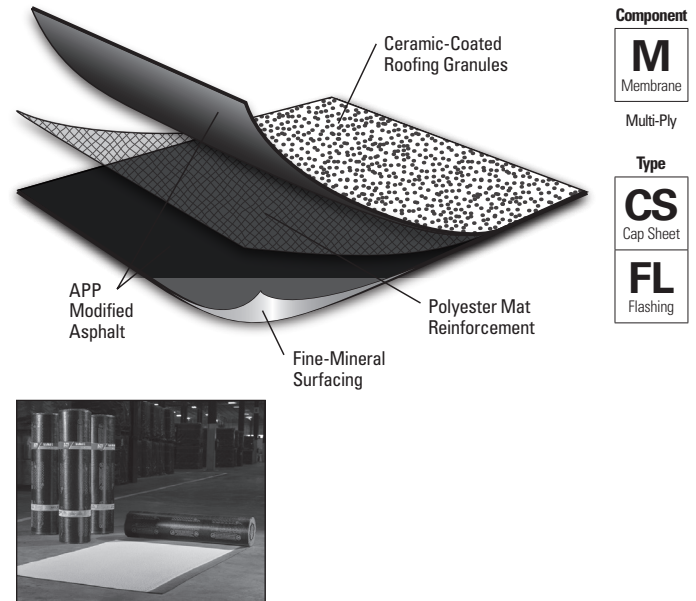 Component
M
Membrane
Multi-Ply
Type
CS
Cap Sheet
FL
Flashing
Ceramic-Coated
Roofing Granules
APP
Modified
Asphalt
Polyester Mat
Reinforcement
Fine-Mineral
Surfacing